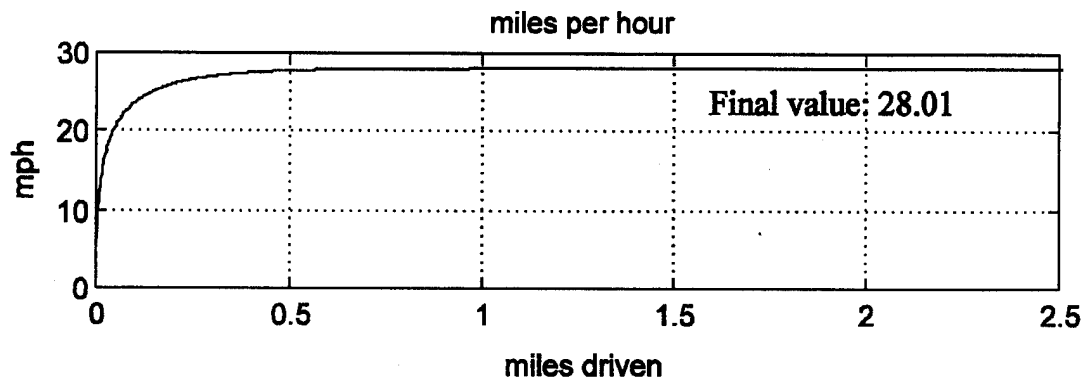 miles per hour
30
Final value: 28.01
20
mph
10
0
0 0.5 1 1.5 2 2.5
miles driven